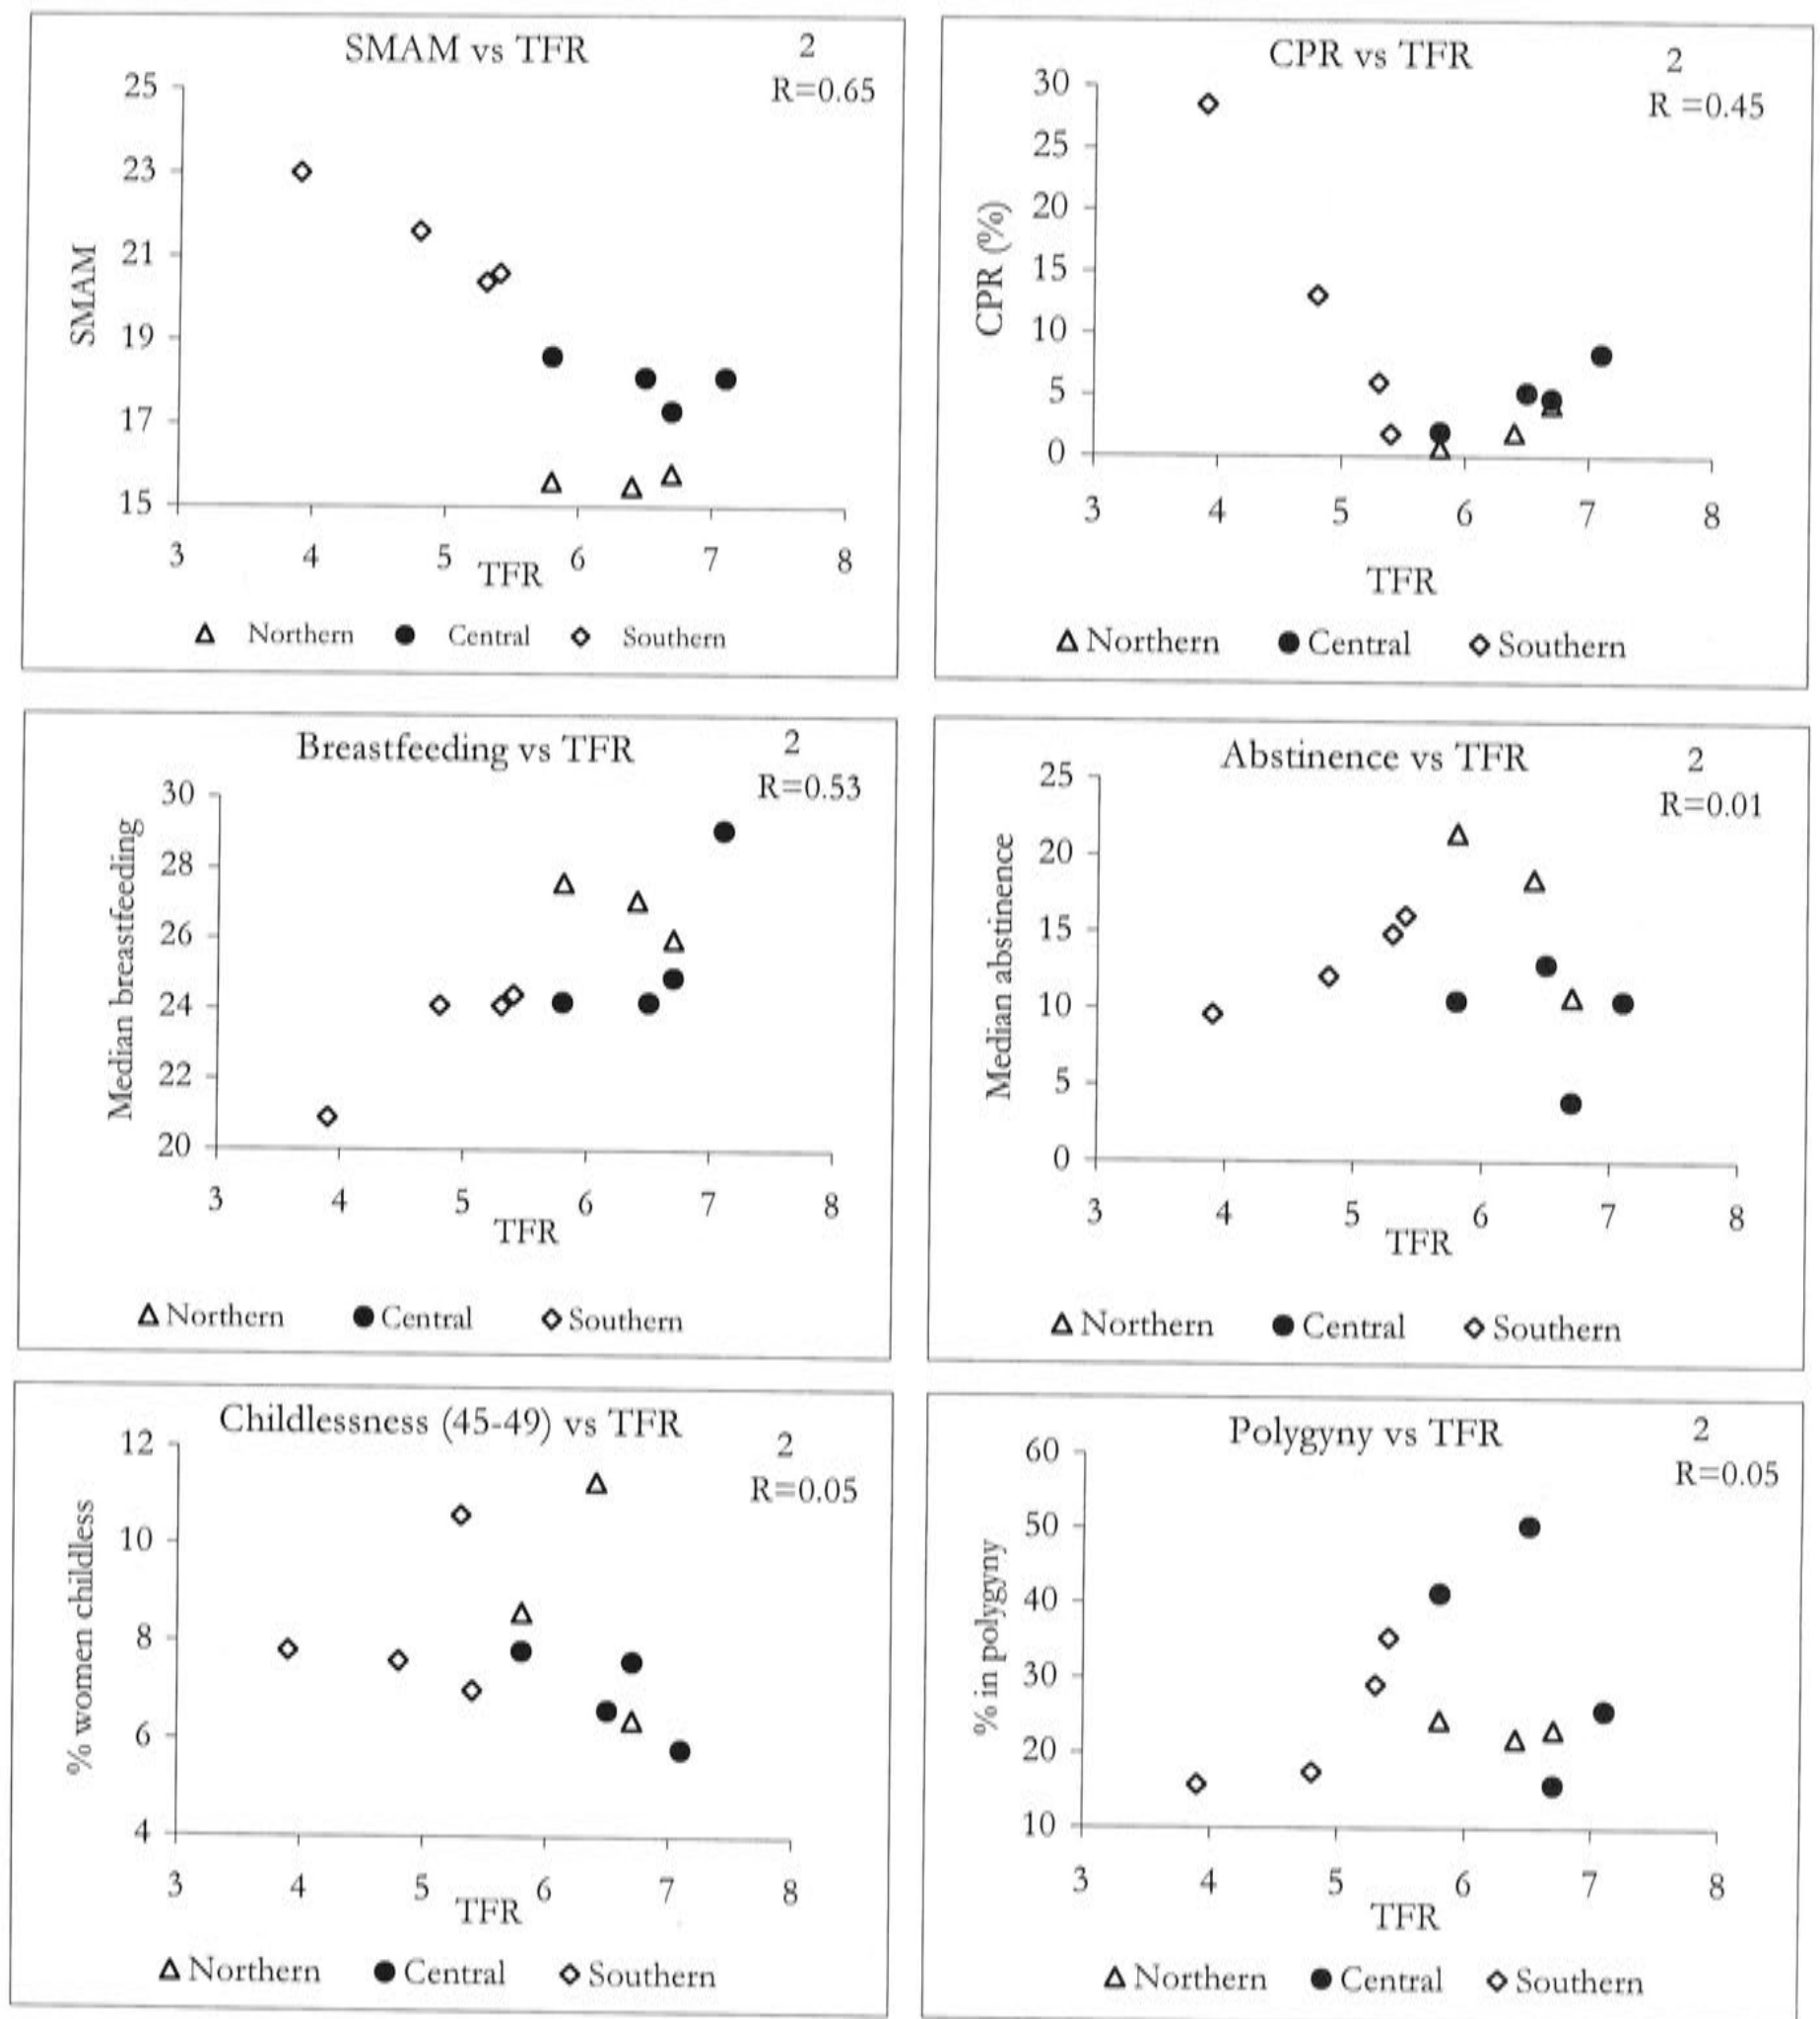 SMAM vs TFR 2
R=0.65
25
23
21
19
17
15
SMAM
3 4 5 6 7 8
TFR
Northern Central Southern
CPR vs TFR 2
R =0.45
30
25
20
15
10
5
0
CPR (%)
3 4 5 6 7 8
TFR
Northern Central Southern
Breastfeeding vs TFR 2
R=0.53
30
28
26
24
22
20
Median breastfeeding
3 4 5 6 7 8
TFR
Northern Central Southern
Abstinence vs TFR 2
R=0.01
25
20
15
10
5
0
Median abstinence
3 4 5 6 7 8
TFR
Northern Central Southern
Childlessness (45-49) vs TFR 2
R=0.05
12
10
8
6
4
% women childless
3 4 5 6 7 8
TFR
Northern Central Southern
Polygyny vs TFR 2
R=0.05
60
50
40
30
20
10
% in polygyny
3 4 5 6 7 8
TFR
Northern Central Southern